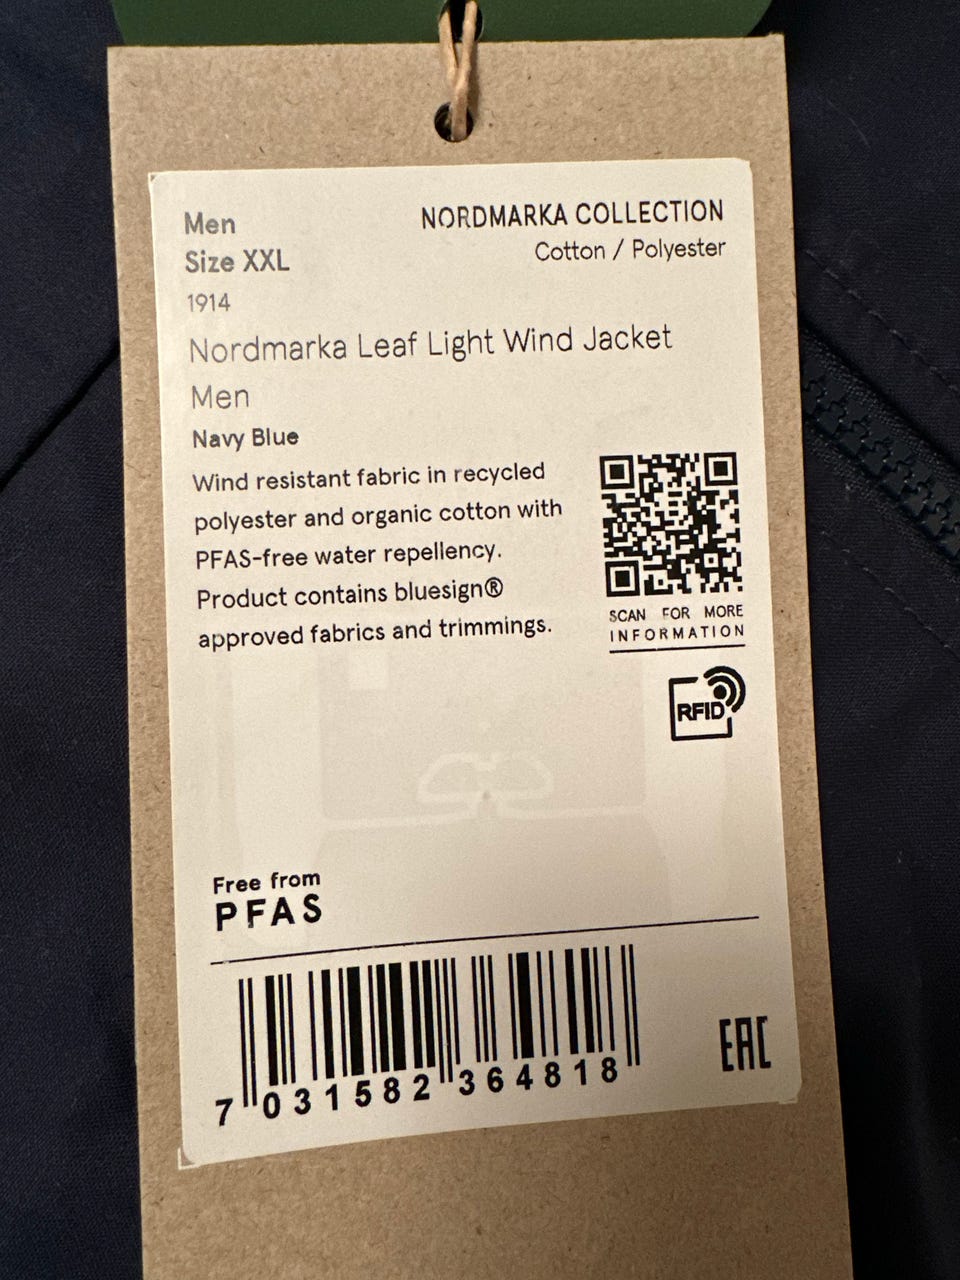 Men
Size XXL
1914
NORDMARKA COLLECTION
Cotton / Polyester
Nordmarka Leaf Light Wind Jacket
Men
Navy Blue
Wind resistant fabric in recycled
polyester and organic cotton with
PFAS-free water repellency.
Product contains bluesign®
approved fabrics and trimmings.
SCAN FOR MORE
INFORMATION
RFID
Free from
PFAS
7 031582 364818
EAC